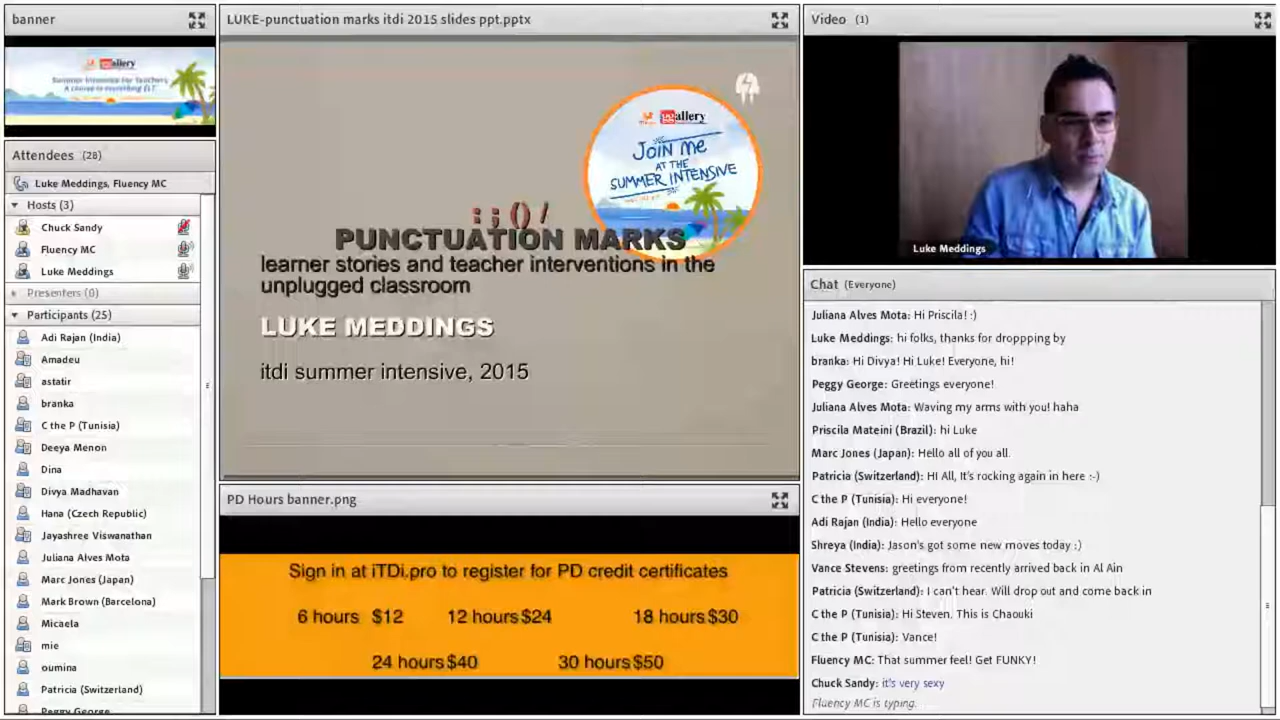 banner
allery
Summer Intensive for Teachers
A course in everything ELT
Attendees (28)
Luke Meddings, Fluency MC
Hosts (3)
Chuck Sandy
Fluency MC
Luke Meddings
Presenters (0)
Participants (25)
Adi Rajan (India)
Amadeu
astatir
branka
C the P (Tunisia)
Deeya Menon
Dina
Divya Madhavan
Hana (Czech Republic)
Jayashree Viswanathan
Juliana Alves Mota
Marc Jones (Japan)
Mark Brown (Barcelona)
Micaela
mie
oumina
Patricia (Switzerland)
Peggy George
LUKE-punctuation marks itdi 2015 slides ppt.pptx
allery
JOIN ME
AT THE
SUMMER INTENSIVE
: ; () /
PUNCTUATION MARKS
learner stories and teacher interventions in the
unplugged classroom
LUKE MEDDINGS
itdi summer intensive, 2015
PD Hours banner.png
Sign in at iTDi.pro to register for PD credit certificates
6 hours $12 12 hours $24 18 hours $30
24 hours $40 30 hours $50
Video (1)
Luke Meddings
Chat (Everyone)
Juliana Alves Mota: Hi Priscila! :)
Luke Meddings: hi folks, thanks for droppping by
branka: Hi Divya! Hi Luke! Everyone, hi!
Peggy George: Greetings everyone!
Juliana Alves Mota: Waving my arms with you! haha
Priscila Mateini (Brazil): hi Luke
Marc Jones (Japan): Hello all of you all.
Patricia (Switzerland): Hi All, It's rocking again in here :-)
C the P (Tunisia): Hi everyone!
Adi Rajan (India): Hello everyone
Shreya (India): Jason's got some new moves today :)
Vance Stevens: greetings from recently arrived back in Al Ain
Patricia (Switzerland): I can't hear. Will drop out and come back in
C the P (Tunisia): Hi Steven. This is Chaouki
C the P (Tunisia): Vance!
Fluency MC: That summer feel! Get FUNKY!
Chuck Sandy: it's very sexy
Fluency MC is typing.